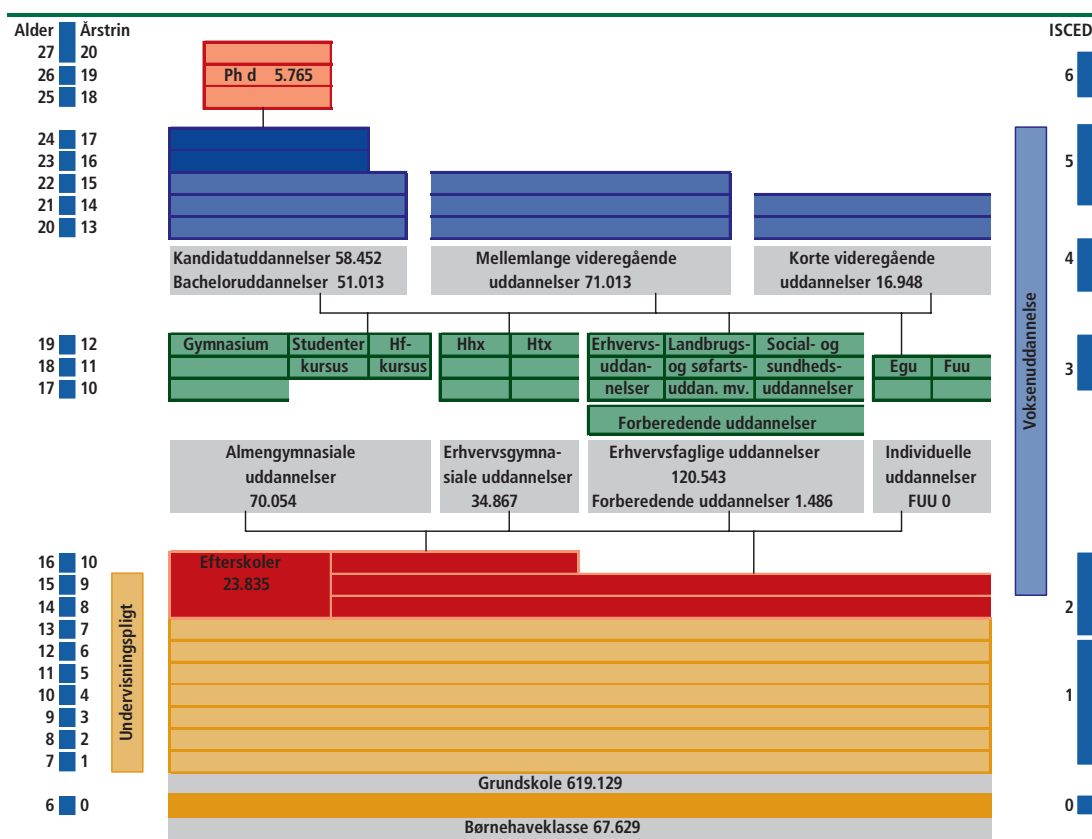 Alder Årstrin ISCED
27 20
26 19 Ph d 5.765 6
25 18
24 17
23 16 5
22 15
21 14
20 13
Kandidatuddannelser 58.452
Bacheloruddannelser 51.013
Mellemlange videregående
uddannelser 71.013
Korte videregående
uddannelser 16.948
4
Voksenuddannelse
19 12
18 11
17 10
Gymnasium
Studenter
kursus
Hf-
kursus
Hhx
Htx
Erhvervs-
uddan-
nelser
Landbrugs-
og søfarts-
uddan. mv.
Social- og
sundheds-
uddannelser
Egu
Fuu
3
Forberedende uddannelser
Almengymnasiale
uddannelser
70.054
Erhvervsgymna-
siale uddannelser
34.867
Erhvervsfaglige uddannelser
120.543
Forberedende uddannelser 1.486
Individuelle
uddannelser
FUU 0
16 10
15 9
14 8
13 7
12 6
11 5
10 4
9 3
8 2
7 1
Undervisningspligt
Efterskoler
23.835
2
1
Grundskole 619.129
6 0
0
Børnehaveklasse 67.629